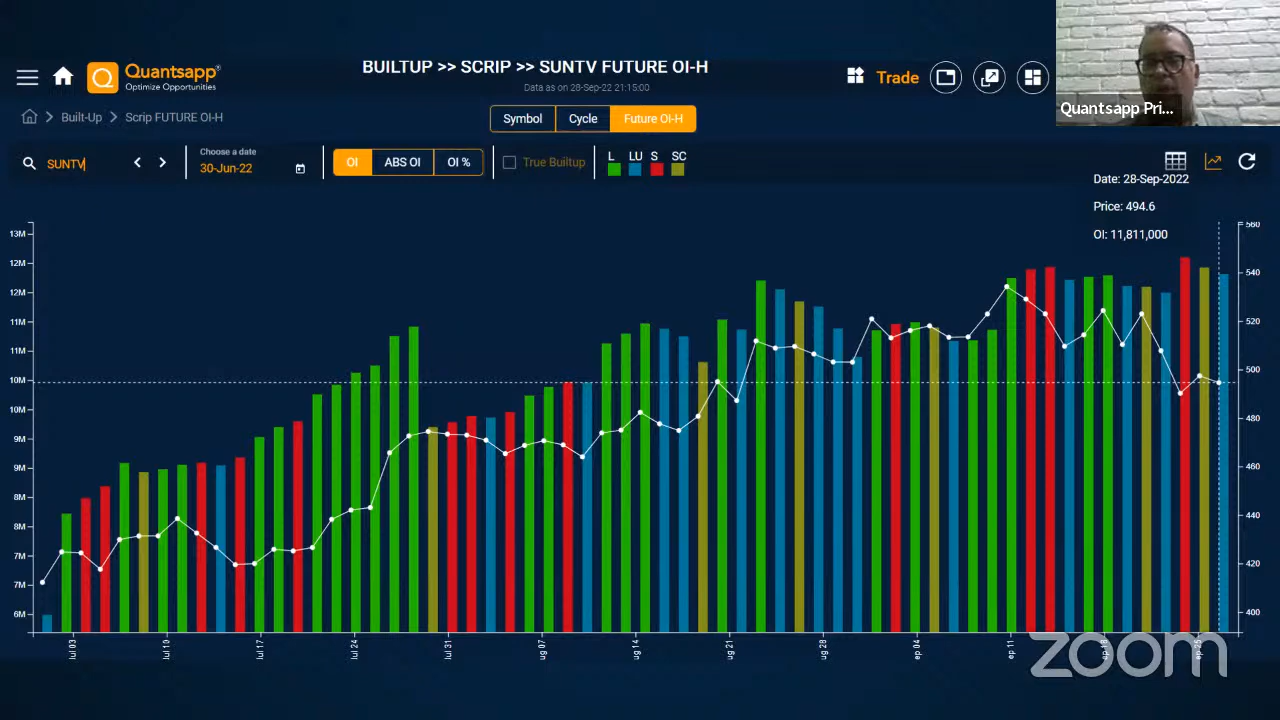 Quantsapp®
Optimize Opportunities
BUILTUP >> SCRIP >> SUNTV FUTURE OI-H
Data as on 28-Sep-22 21:15:00
Trade
Quantsapp Pri...
Built-Up
Scrip FUTURE OI-H
Symbol Cycle Future OI-H
SUNTV
Choose a date
30-Jun-22
OI ABS OI OI %
True Builtup
L LU S SC
Date: 28-Sep-2022
Price: 494.6
OI: 11,811,000
13M
12M
12M
11M
11M
10M
10M
9M
9M
8M
8M
7M
7M
6M
560
540
520
500
480
460
440
420
400
Jul 03
Jul 10
Jul 17
Jul 24
Jul 31
ug 07
ug 14
ug 21
ug 28
ep 04
ep 11
ep 18
ep 25
zoom